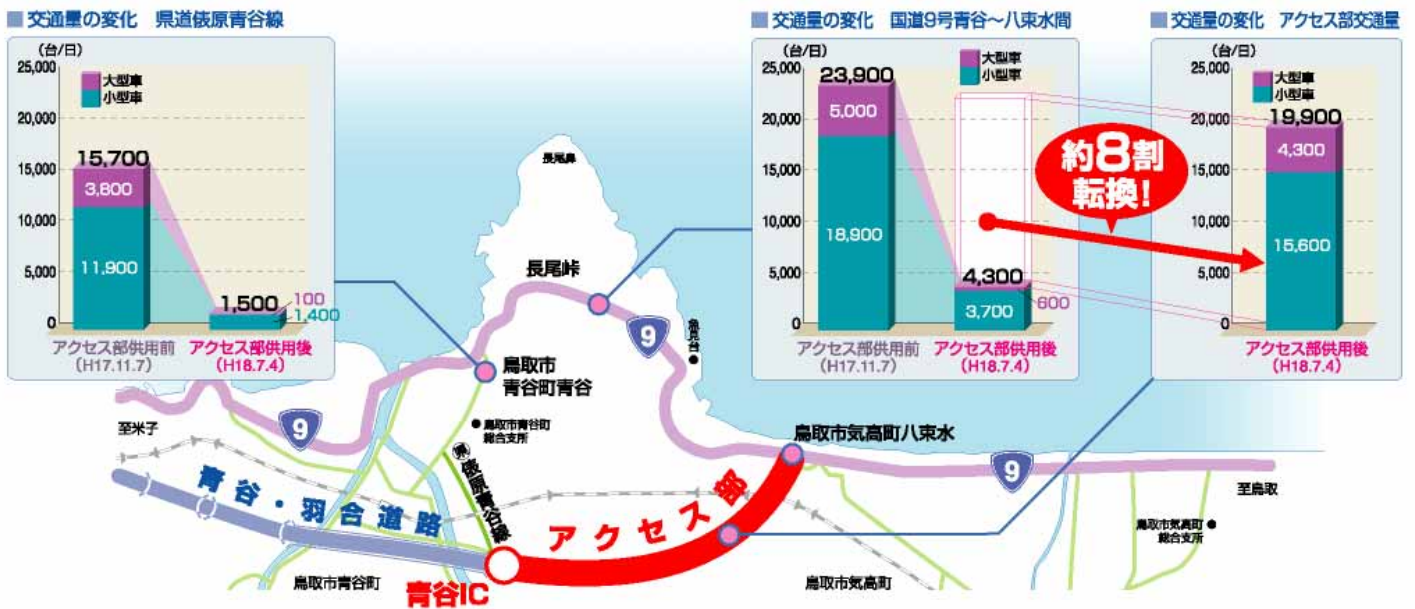 交通量の変化 県道俵原青谷線
(台/日)
25,000
20,000
15,000
10,000
5,000
0
大型車
小型車
15,700
3,800
11,900
1,500
100
1,400
アクセス部供用前
(H17.11.7)
アクセス部供用後
(H18.7.4)
交通量の変化 国道9号青谷～八束水間
(台/日)
25,000
20,000
15,000
10,000
5,000
0
大型車
小型車
23,900
5,000
18,900
4,300
600
3,700
アクセス部供用前
(H17.11.7)
アクセス部供用後
(H18.7.4)
約8割
転換!
交通量の変化 アクセス部交通量
(台/日)
25,000
20,000
15,000
10,000
5,000
0
大型車
小型車
19,900
4,300
15,600
アクセス部供用後
(H18.7.4)
長尾鼻
長尾峠
9
魚見台
鳥取市
青谷町青谷
至米子
9
鳥取市青谷町
総合支所
県
俵原青谷線
鳥取市気高町八束水
9
至鳥取
青谷・羽合道路
アクセス部
鳥取市気高町
総合支所
鳥取市青谷町
青谷IC
鳥取市気高町